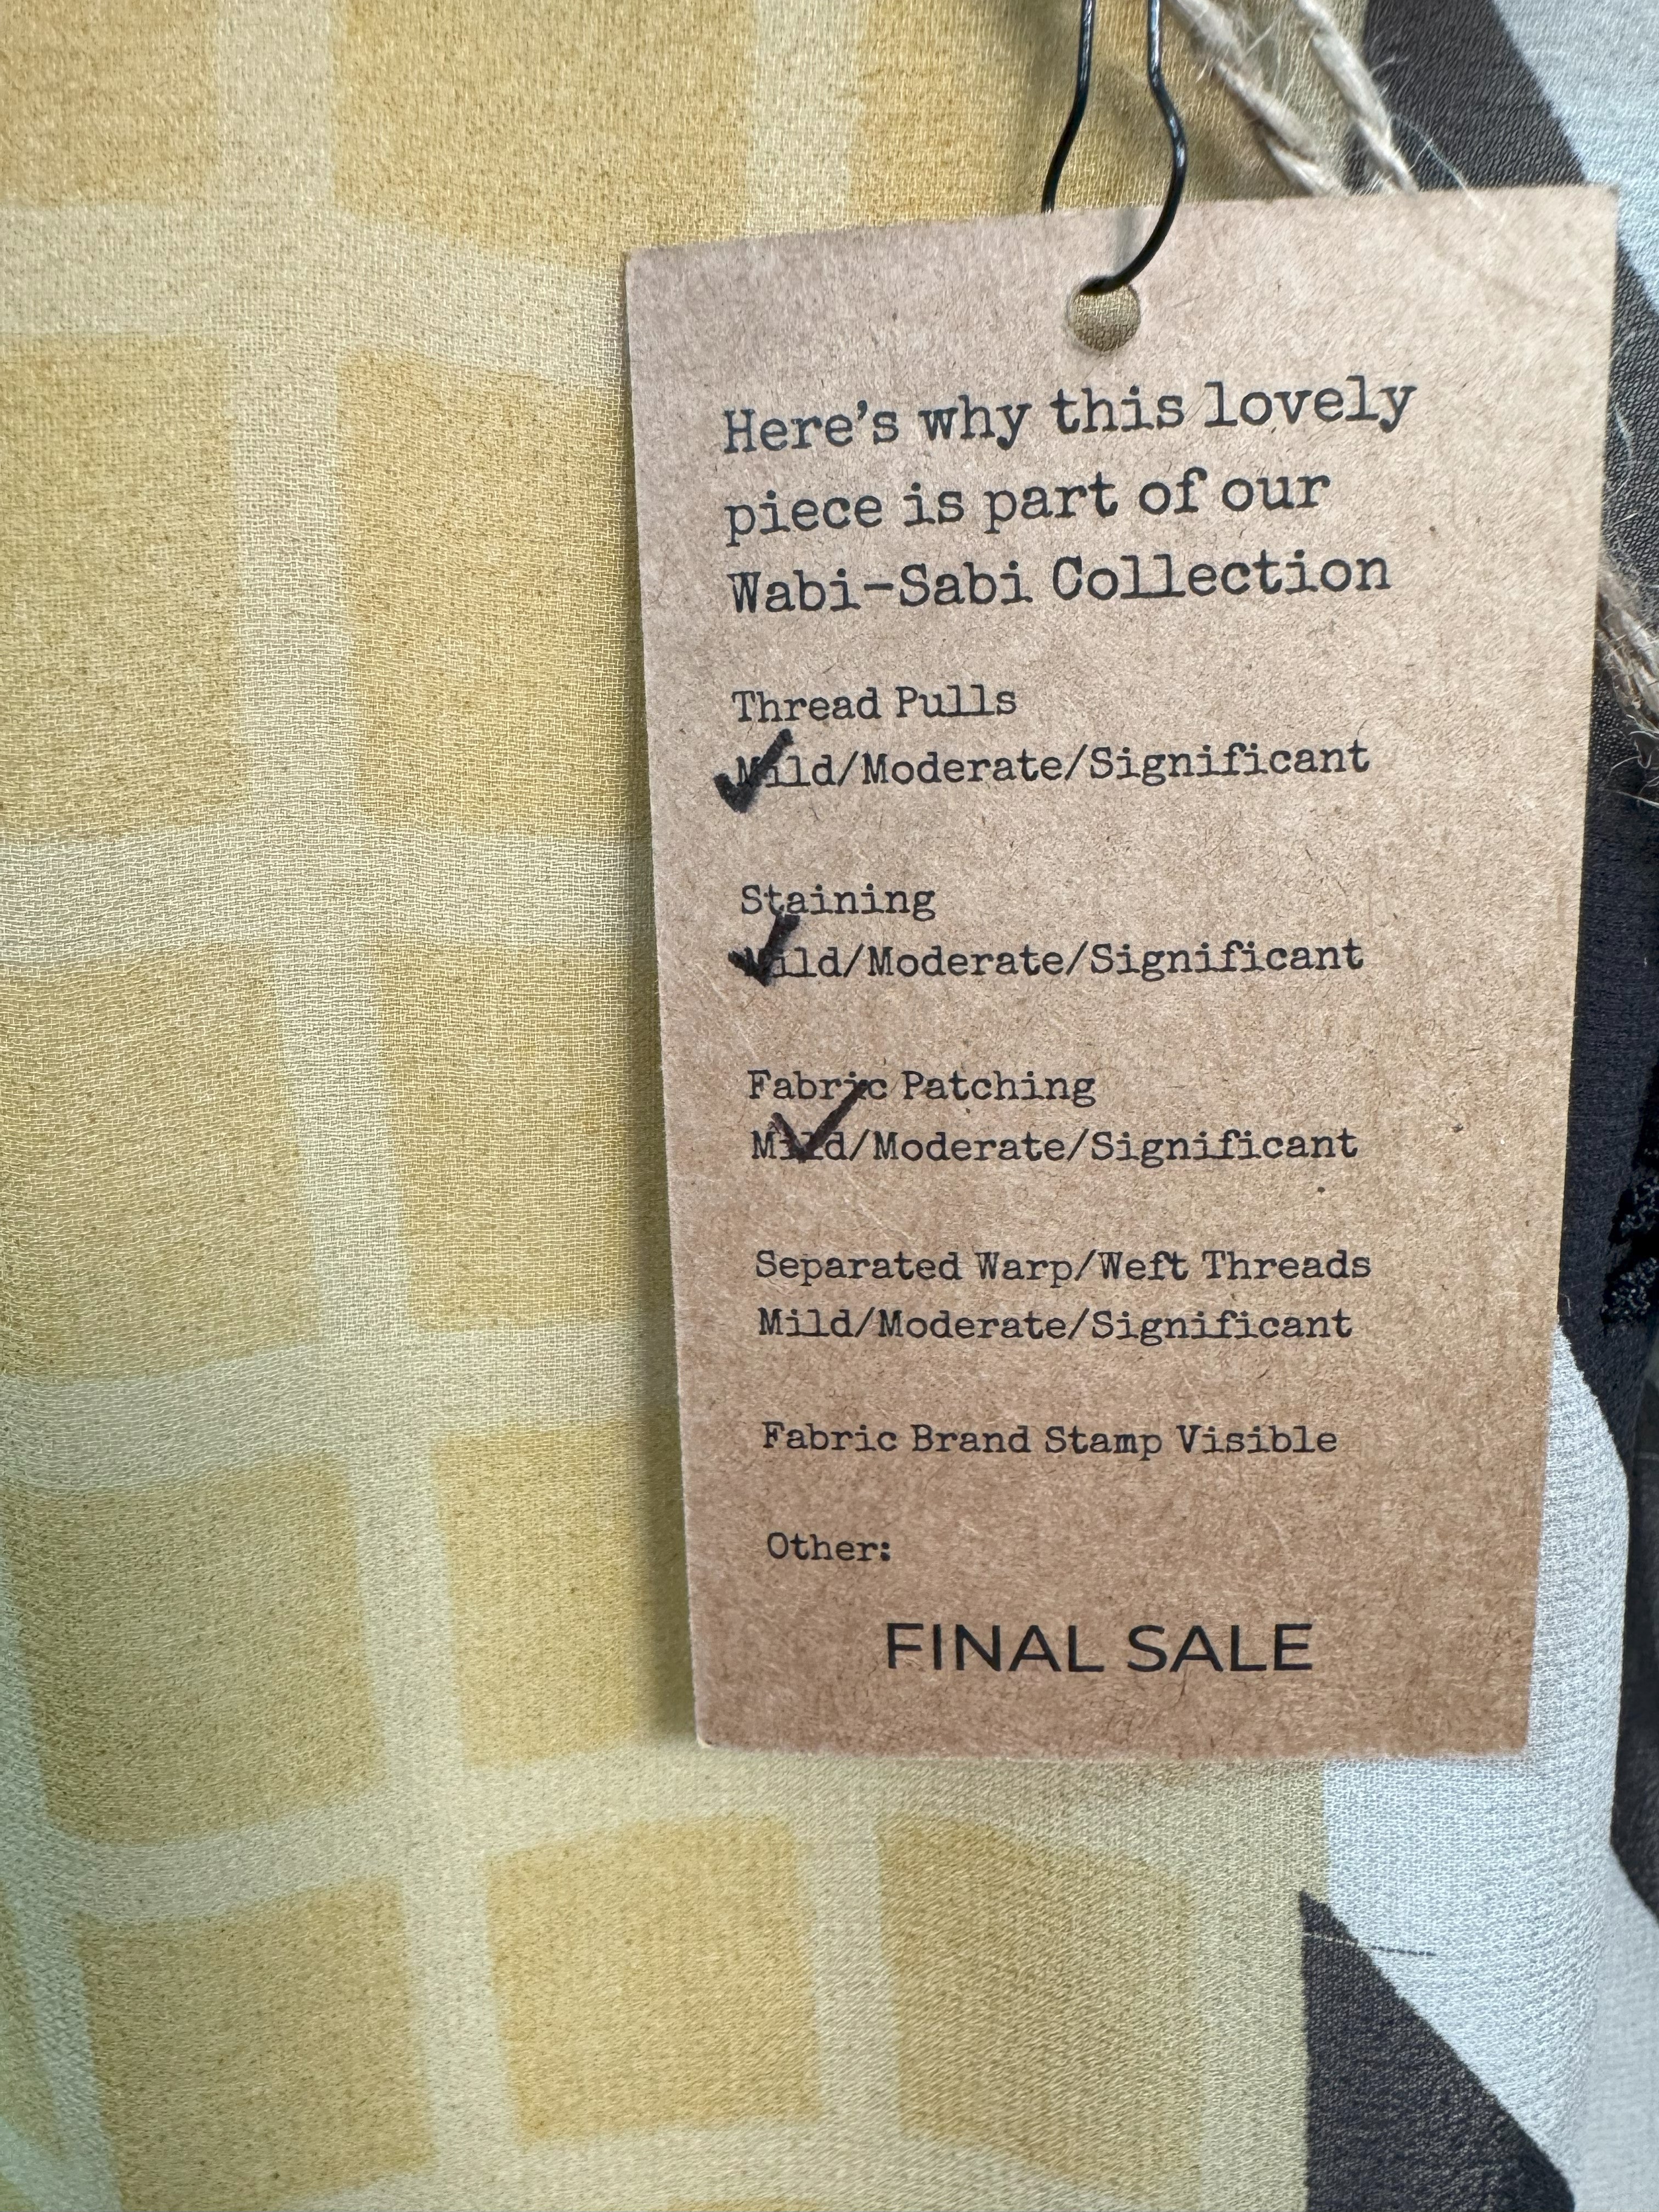 Here's why this lovely
piece is part of our
Wabi-Sabi Collection
Thread Pulls
Mild/Moderate/Significant
Staining
Mild/Moderate/Significant
Fabric Patching
Mild/Moderate/Significant
Separated Warp/Weft Threads
Mild/Moderate/Significant
Fabric Brand Stamp Visible
Other:
FINAL SALE